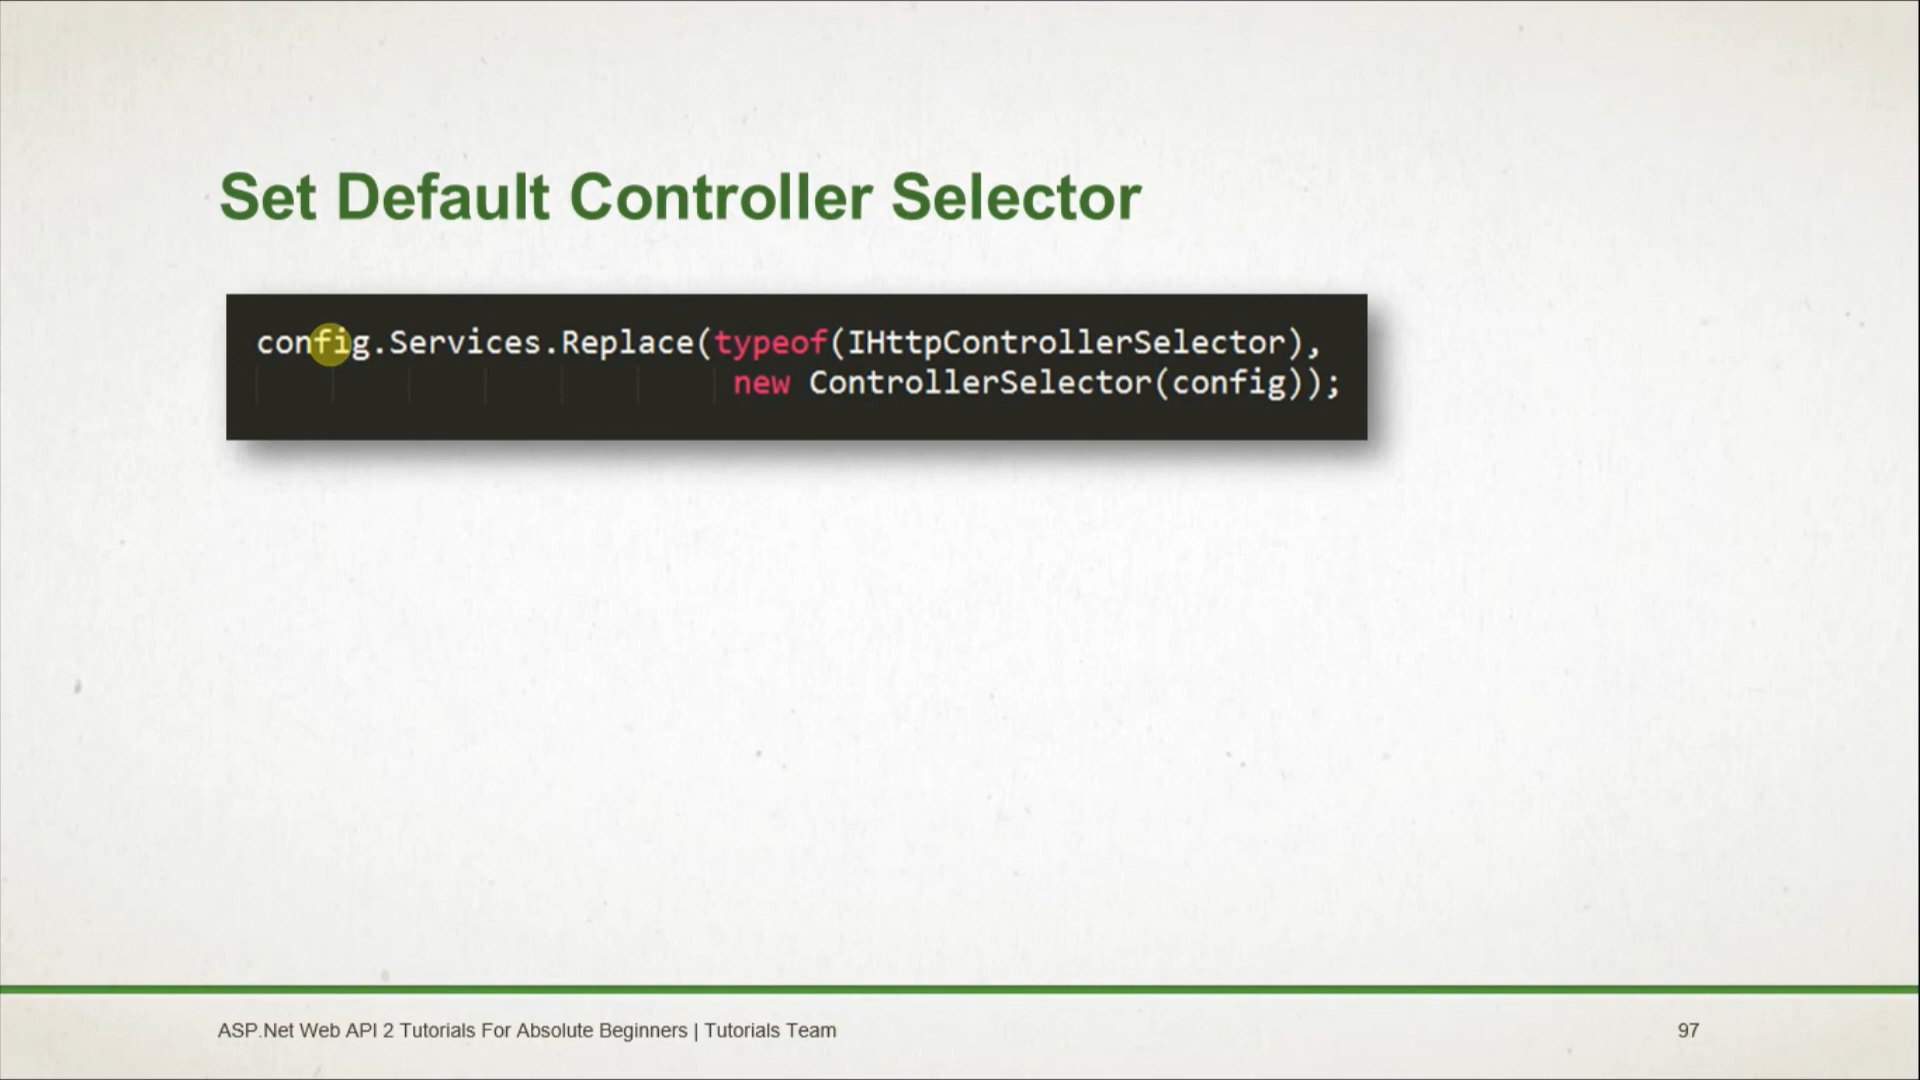 Set Default Controller Selector
config.Services.Replace(typeof(IHttpControllerSelector),
new ControllerSelector(config));
ASP.Net Web API 2 Tutorials For Absolute Beginners | Tutorials Team
97